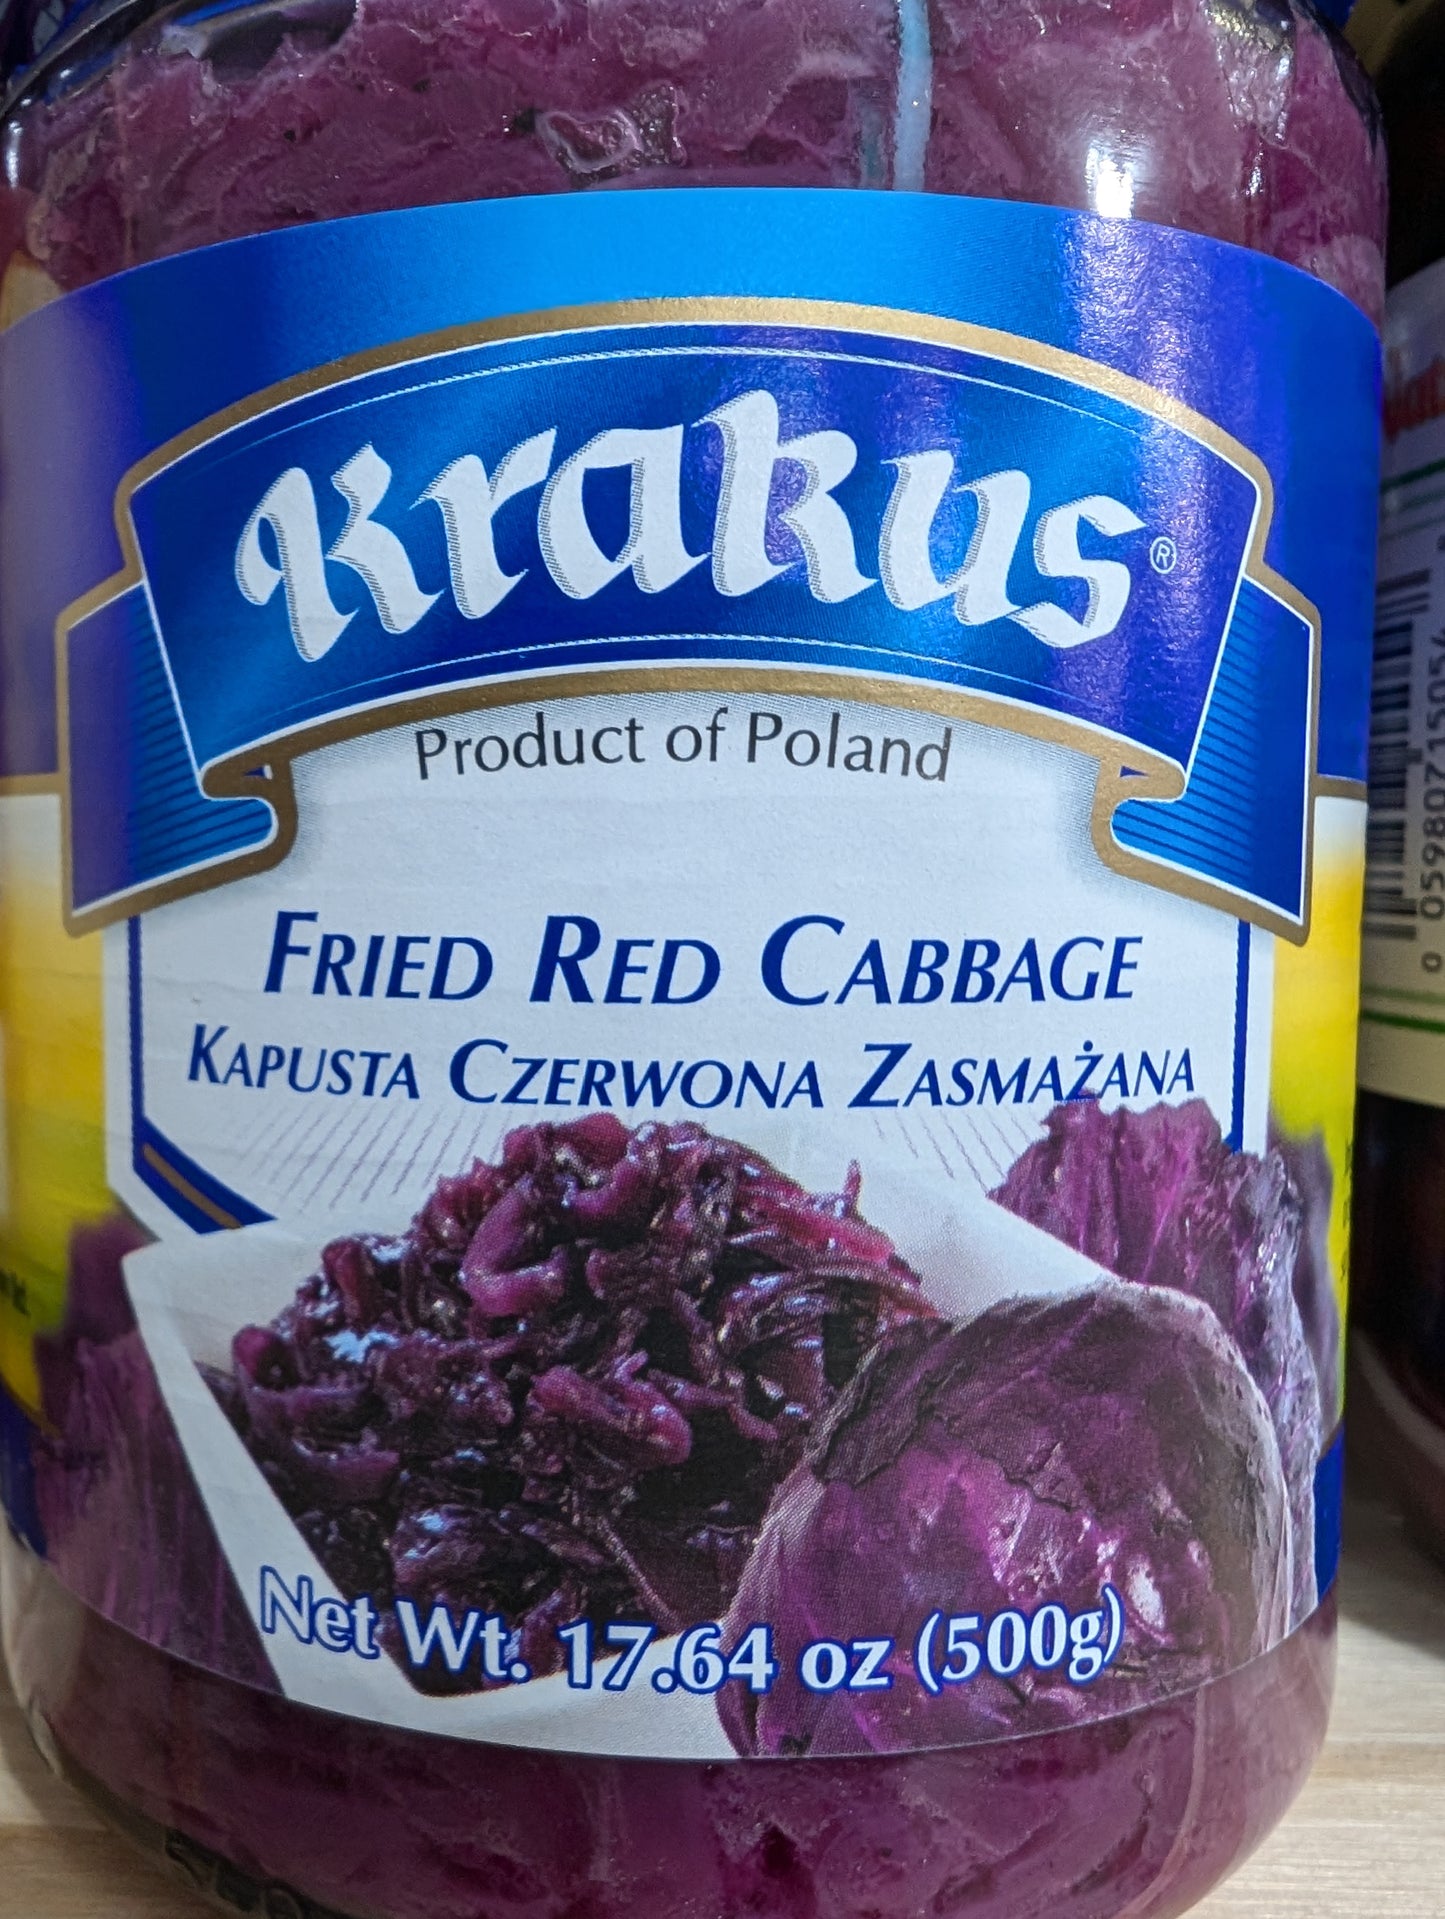 Krakus®
Product of Poland
FRIED RED CABBAGE
KAPUSTA CZERWONA ZASMAŻANA
Net Wt. 17.64 oz (500g)